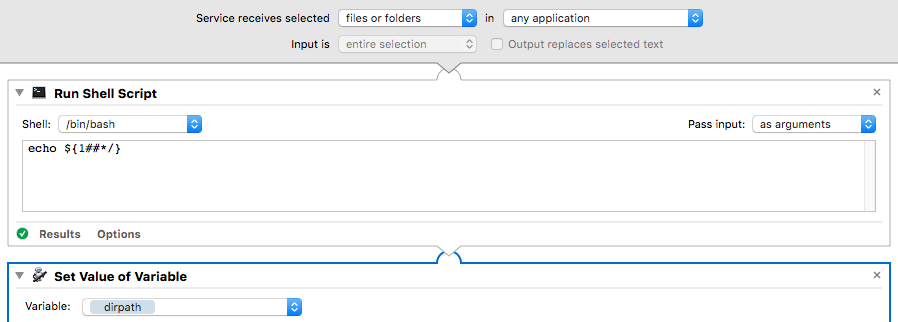 Service receives selected files or folders in any application
Input is entire selection Output replaces selected text
Run Shell Script
Shell: /bin/bash Pass input: as arguments
echo ${1##*/}
Results Options
Set Value of Variable
Variable: dirpath